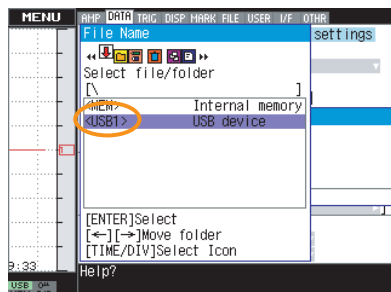 MENU AMP DATA TRIG DISP MARK FILE USER I/F OTHR
File Name
settings
Select file/folder
[\ ]
<MEM> Internal memory
<USB1> USB device
[ENTER]Select
[←][→]Move folder
[TIME/DIV]Select Icon
9:33
Help?
USB 0%